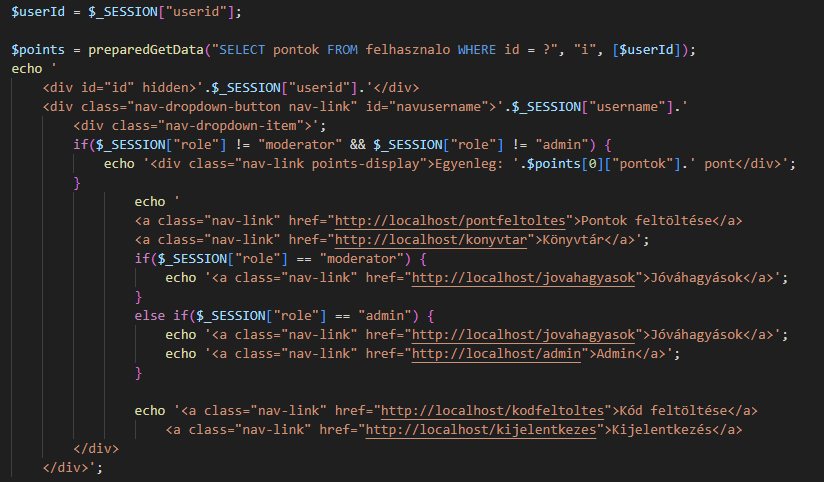 $userId = $_SESSION["userid"];
$points = preparedGetData("SELECT pontok FROM felhasznalo WHERE id = ?", "i", [$userId]);
echo '
<div id="id" hidden>'.$_SESSION["userid"].'</div>
<div class="nav-dropdown-button nav-link" id="navusername">'.$_SESSION["username"].'
<div class="nav-dropdown-item">';
if($_SESSION["role"] != "moderator" && $_SESSION["role"] != "admin") {
echo '<div class="nav-link points-display">Egyenleg: '.$points[0]["pontok"].' pont</div>';
}
echo '
<a class="nav-link" href="http://localhost/pontfeltoltes">Pontok feltöltése</a>
<a class="nav-link" href="http://localhost/konyvtar">Könyvtár</a>';
if($_SESSION["role"] == "moderator") {
echo '<a class="nav-link" href="http://localhost/jovahagyasok">Jóváhagyások</a>';
}
else if($_SESSION["role"] == "admin") {
echo '<a class="nav-link" href="http://localhost/jovahagyasok">Jóváhagyások</a>';
echo '<a class="nav-link" href="http://localhost/admin">Admin</a>';
}
echo '<a class="nav-link" href="http://localhost/kodfeltoltes">Kód feltöltése</a>
<a class="nav-link" href="http://localhost/kijelentkezes">Kijelentkezés</a>
</div>
</div>';